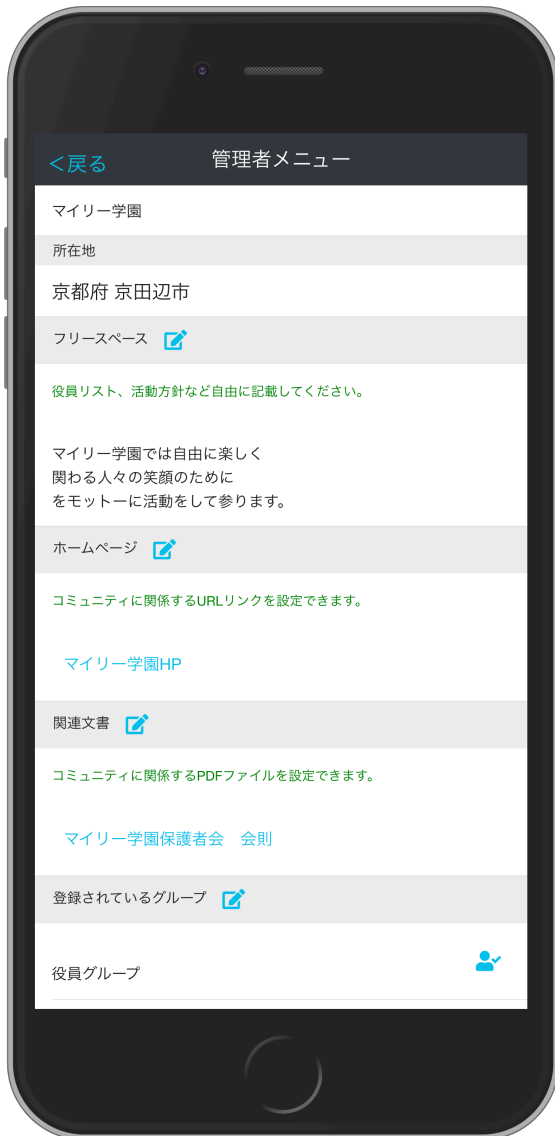 <戻る
管理者メニュー
マイリー学園
所在地
京都府 京田辺市
フリースペース
役員リスト、活動方針など自由に記載してください。
マイリー学園では自由に楽しく
関わる人々の笑顔のために
をモットーに活動をして参ります。
ホームページ
コミュニティに関係するURLリンクを設定できます。
マイリー学園HP
関連文書
コミュニティに関係するPDFファイルを設定できます。
マイリー学園保護者会　会則
登録されているグループ
役員グループ